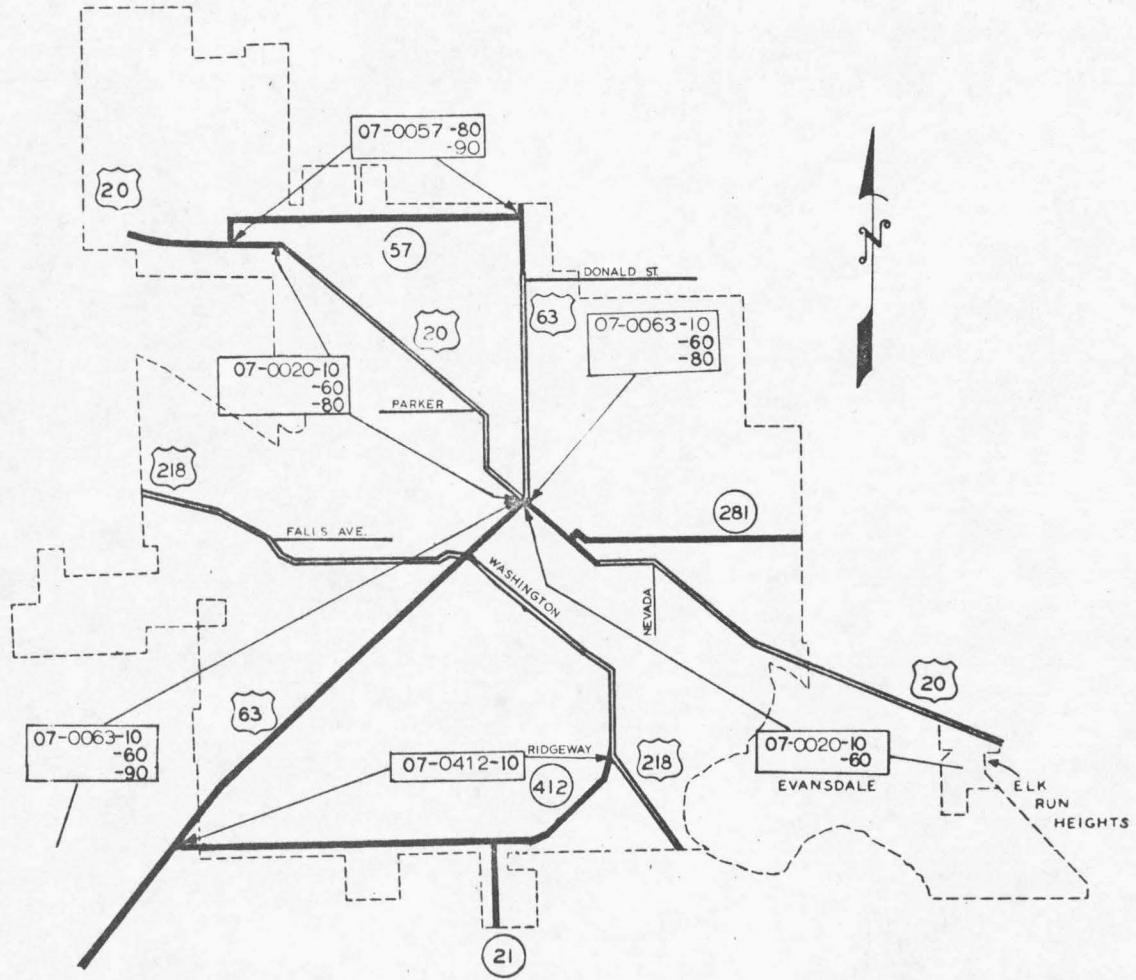 07-0057-80
-90
20
57
DONALD ST.
63
20
07-0063-10
-60
-80
07-0020-10
-60
-80
PARKER
N
218
FALLS AVE.
281
WASHINGTON
NEVADA
63
20
07-0063-10
-60
-90
07-0412-10
RIDGEWAY
412
218
07-0020-10
-60
EVANSDALE
ELK
RUN
HEIGHTS
21